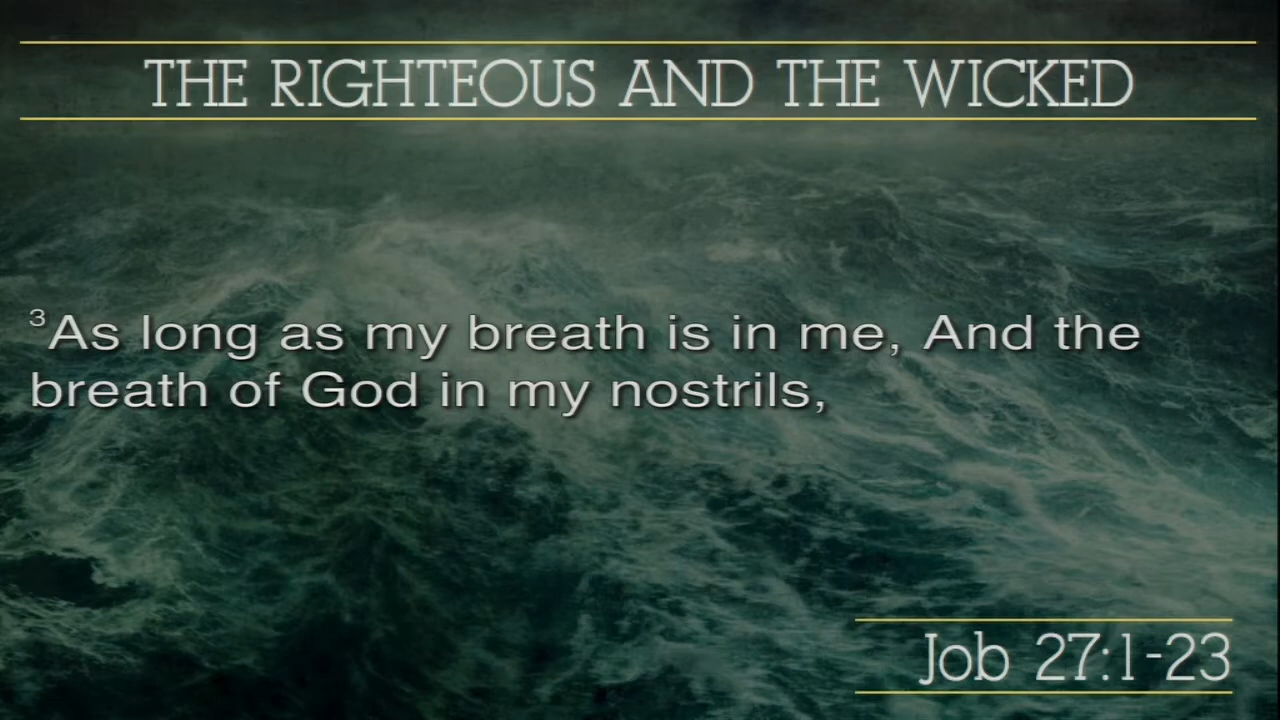 THE RIGHTEOUS AND THE WICKED
³As long as my breath is in me, And the
breath of God in my nostrils,
Job 27:1-23